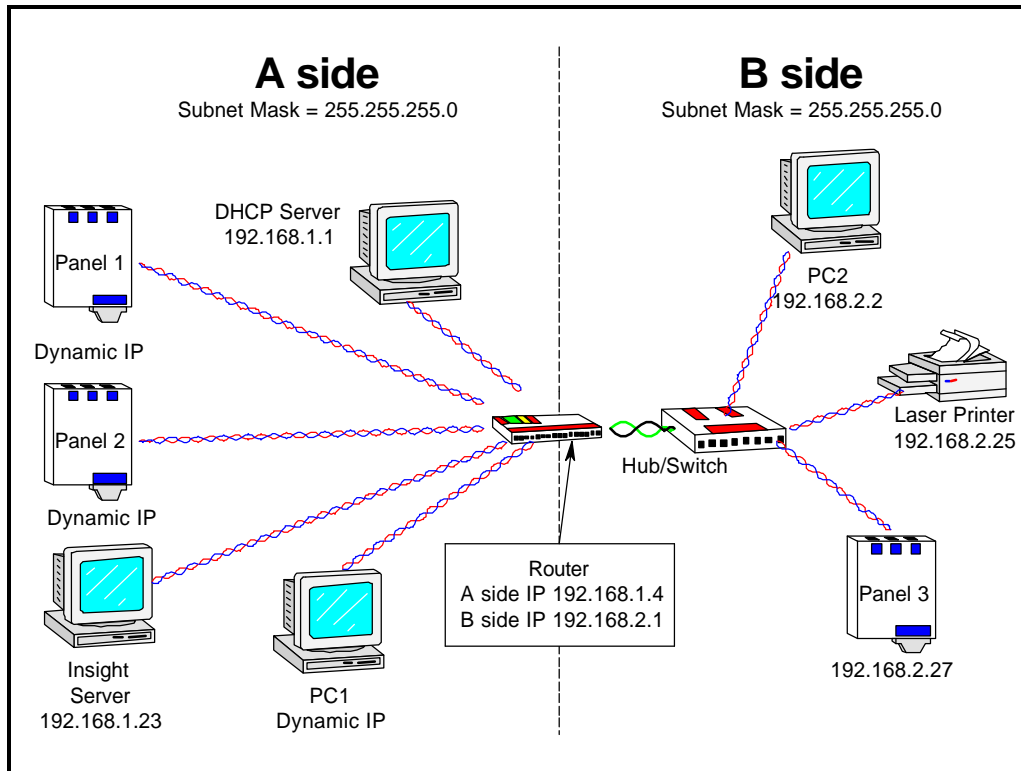 A side
Subnet Mask = 255.255.255.0
B side
Subnet Mask = 255.255.255.0
DHCP Server
192.168.1.1
Panel 1
Dynamic IP
PC2
192.168.2.2
Panel 2
Dynamic IP
Laser Printer
192.168.2.25
Hub/Switch
Router
A side IP 192.168.1.4
B side IP 192.168.2.1
Panel 3
192.168.2.27
Insight
Server
192.168.1.23
PC1
Dynamic IP